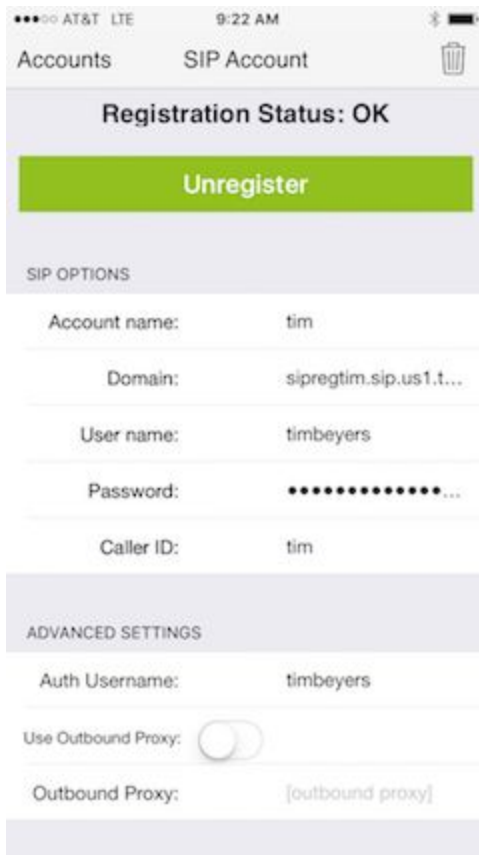 AT&T LTE 9:22 AM
Accounts SIP Account
Registration Status: OK
Unregister
SIP OPTIONS
Account name: tim
Domain: sipregtim.sip.us1.t...
User name: timbeyers
Password: •••••••••••••...
Caller ID: tim
ADVANCED SETTINGS
Auth Username: timbeyers
Use Outbound Proxy:
Outbound Proxy: [outbound proxy]